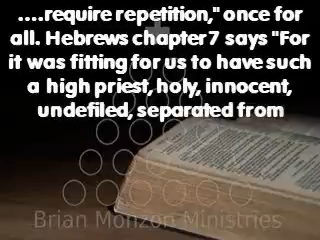 ....require repetition," once for
all. Hebrews chapter 7 says "For
it was fitting for us to have such
a high priest, holy, innocent,
undefiled, separated from
Brian Monzon Ministries